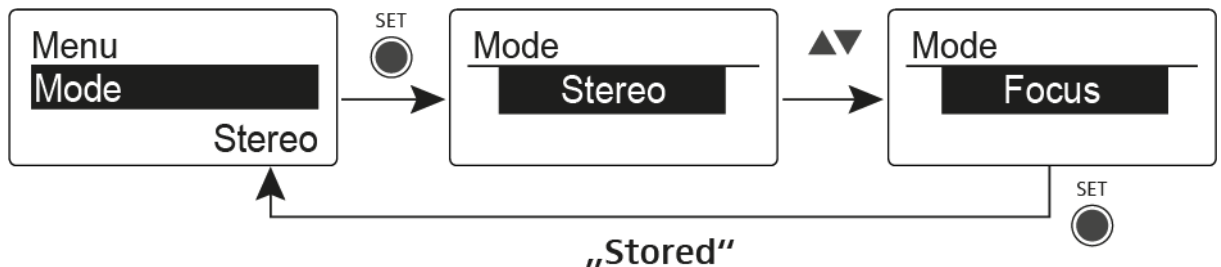 Menu
Mode
Stereo
SET
Mode
Stereo
▲▼
Mode
Focus
SET
„Stored“